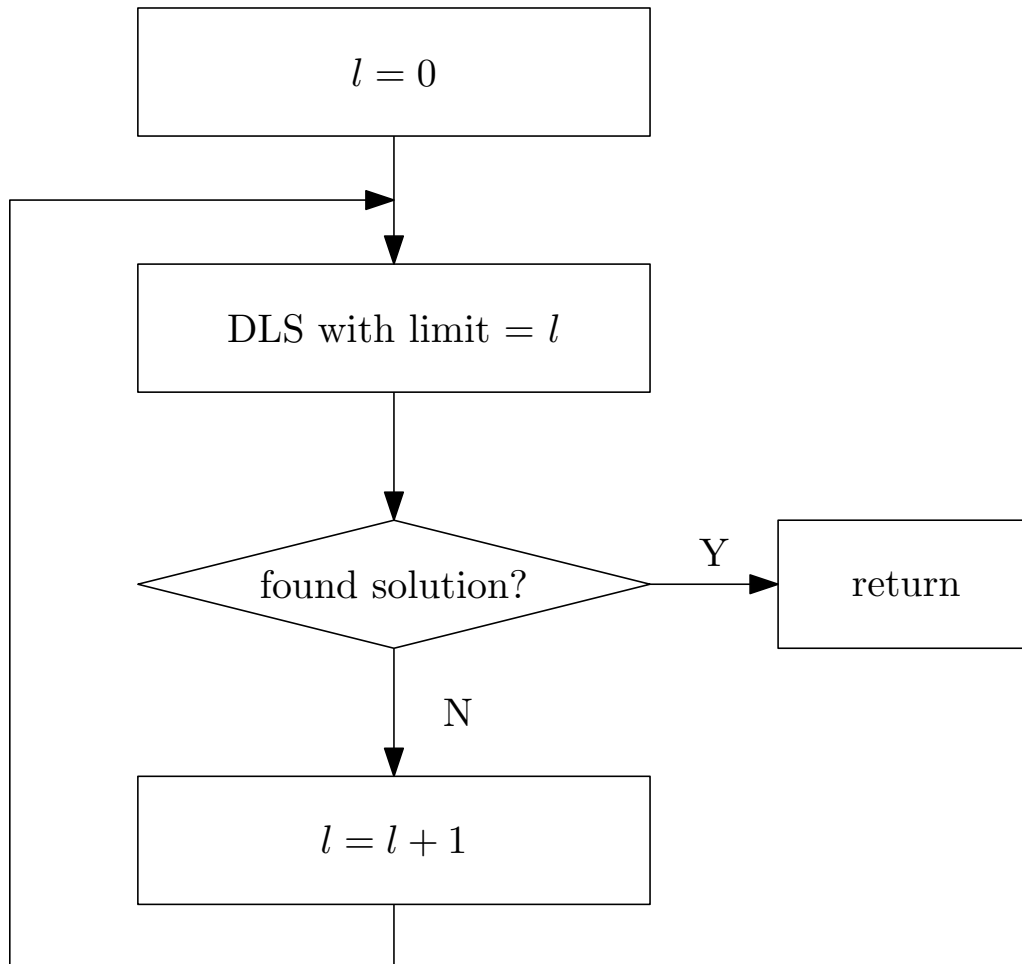 l = 0
DLS with limit = l
found solution?
Y
return
N
l = l + 1